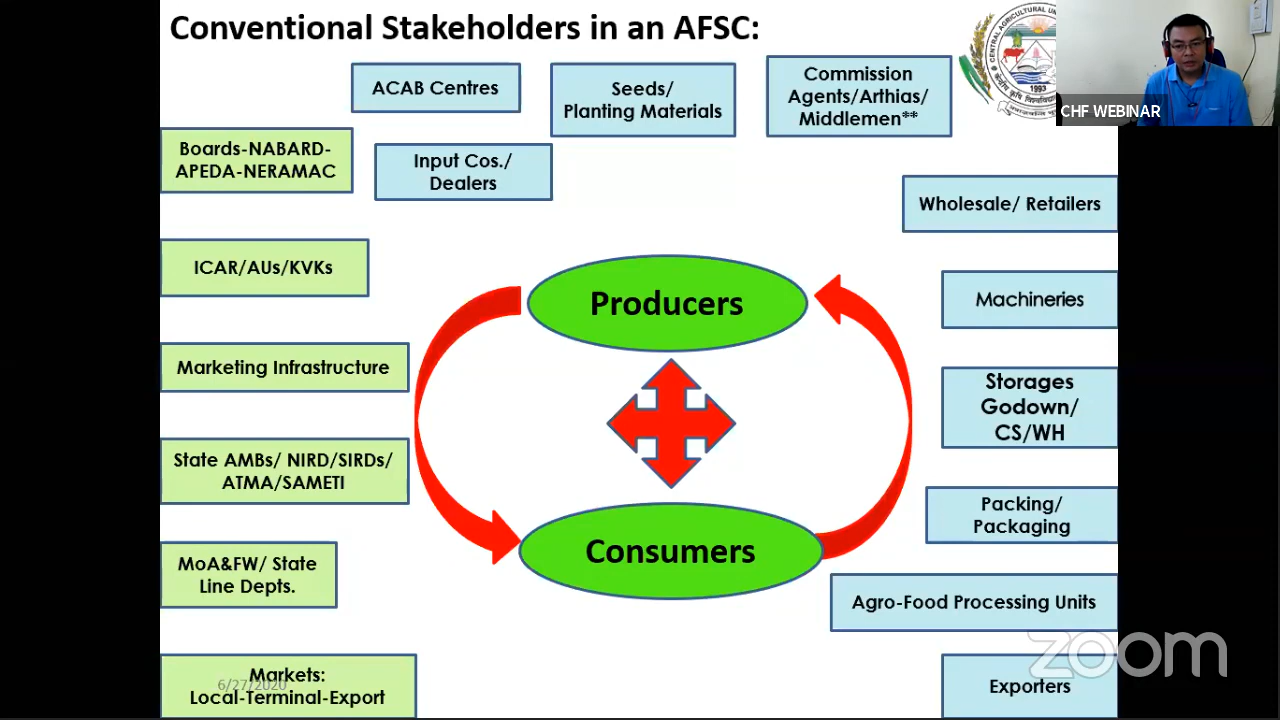 Conventional Stakeholders in an AFSC:
CENTRAL AGRICULTURAL
1993
CHF WEBINAR
ACAB Centres
Seeds/
Planting Materials
Commission
Agents/Arthias/
Middlemen**
Boards-NABARD-
APEDA-NERAMAC
Input Cos./
Dealers
Wholesale/ Retailers
ICAR/AUs/KVKs
Producers
Machineries
Marketing Infrastructure
Storages
Godown/
CS/WH
State AMBs/ NIRD/SIRDs/
ATMA/SAMETI
Packing/
Packaging
Consumers
MoA&FW/ State
Line Depts.
Agro-Food Processing Units
zoom
Markets:
6/27/2020
Local-Terminal-Export
Exporters